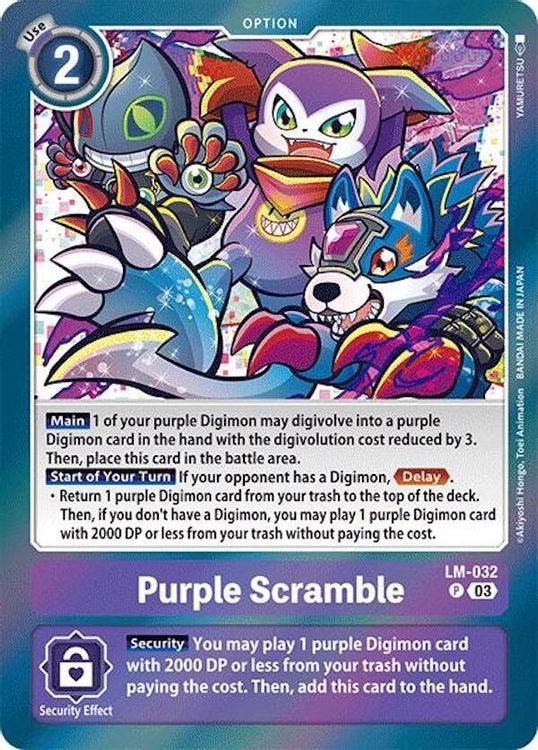 OPTION
Use
2
YAMURETSU
©Akiyoshi Hongo, Toei Animation BANDAI MADE IN JAPAN
Main 1 of your purple Digimon may digivolve into a purple
Digimon card in the hand with the digivolution cost reduced by 3.
Then, place this card in the battle area.
Start of Your Turn If your opponent has a Digimon, Delay.
・Return 1 purple Digimon card from your trash to the top of the deck.
Then, if you don't have a Digimon, you may play 1 purple Digimon card
with 2000 DP or less from your trash without paying the cost.
LM-032
Purple Scramble
P 03
Security You may play 1 purple Digimon card
with 2000 DP or less from your trash without
paying the cost. Then, add this card to the hand.
Security Effect